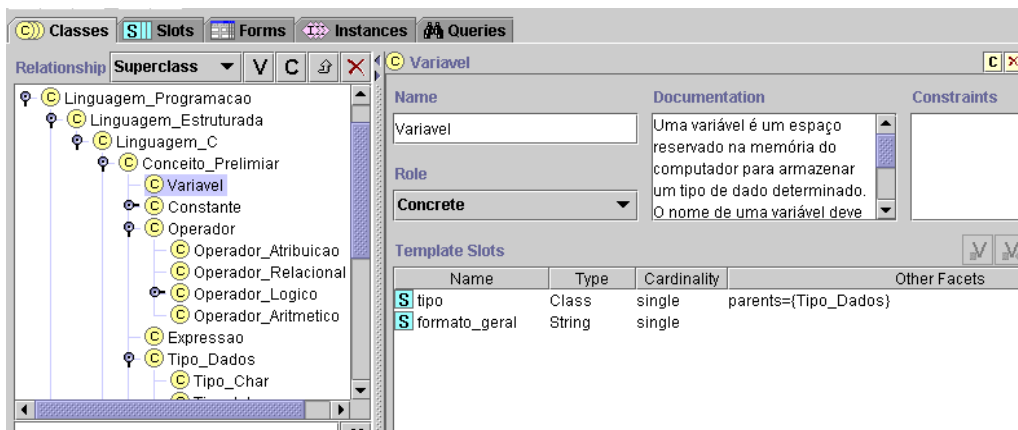 Classes Slots Forms Instances Queries
Relationship Superclass V C
Linguagem_Programacao
Linguagem_Estruturada
Linguagem_C
Conceito_Prelimiar
Variavel
Constante
Operador
Operador_Atribuicao
Operador_Relacional
Operador_Logico
Operador_Aritmetico
Expressao
Tipo_Dados
Tipo_Char
C Variavel C
Name Documentation Constraints
Variavel
Uma variável é um espaço
reservado na memória do
computador para armazenar
um tipo de dado determinado.
O nome de uma variável deve
Role
Concrete
Template Slots
Name Type Cardinality Other Facets
S tipo Class single parents={Tipo_Dados}
S formato_geral String single